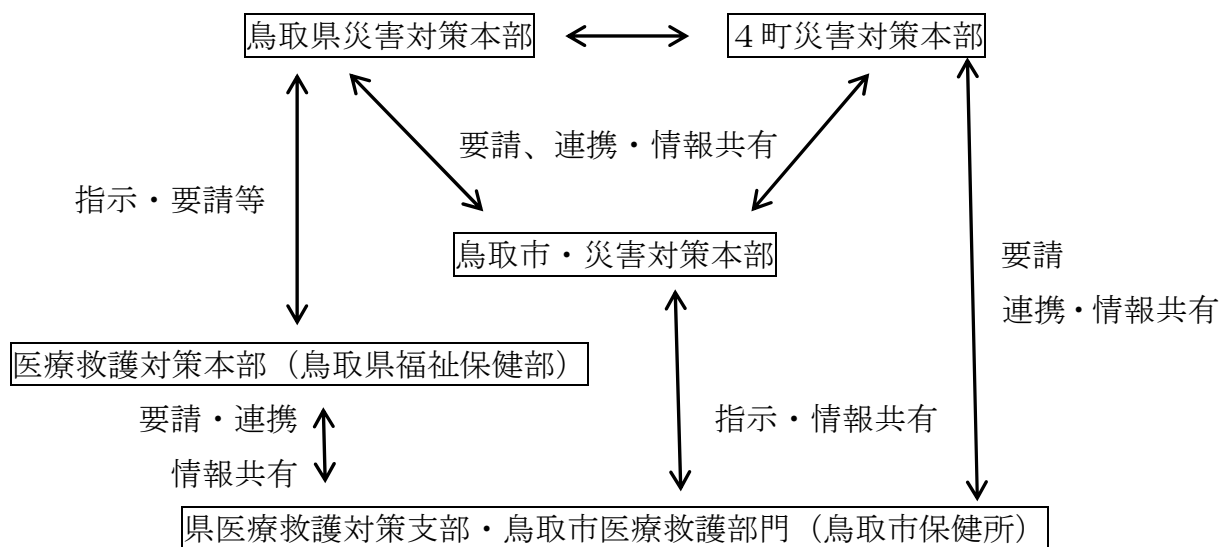 鳥取県災害対策本部
４町災害対策本部
要請、連携・情報共有
指示・要請等
鳥取市・災害対策本部
要請
連携・情報共有
医療救護対策本部（鳥取県福祉保健部）
要請・連携
指示・情報共有
情報共有
県医療救護対策支部・鳥取市医療救護部門（鳥取市保健所）